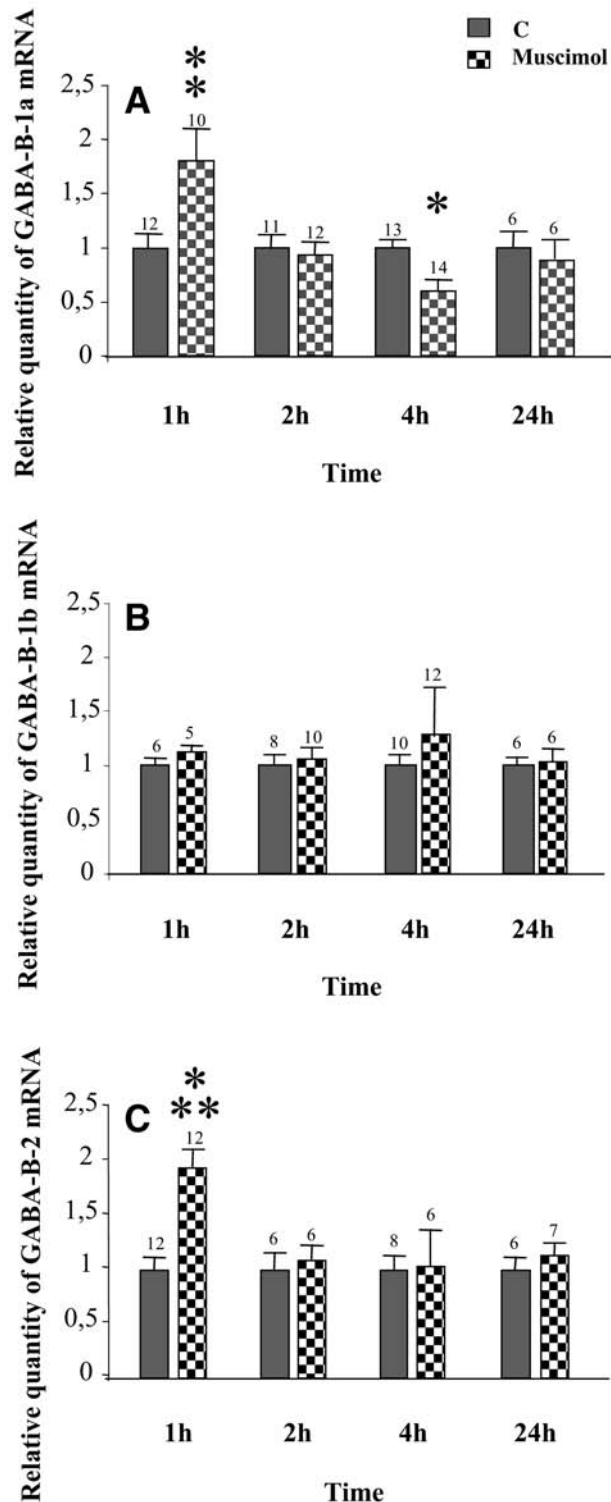 C
Muscimol
A
Relative quantity of GABA-B-1a mRNA
2,5
2
1,5
1
0,5
0
**
*
12 10 11 12 13 14 6 6
1h 2h 4h 24h
Time
B
Relative quantity of GABA-B-1b mRNA
2,5
2
1,5
1
0,5
0
6 5 8 10 10 12 6 6
1h 2h 4h 24h
Time
C
Relative quantity of GABA-B-2 mRNA
2,5
2
1,5
1
0,5
0
*
**
12 12 6 6 8 6 6 7
1h 2h 4h 24h
Time